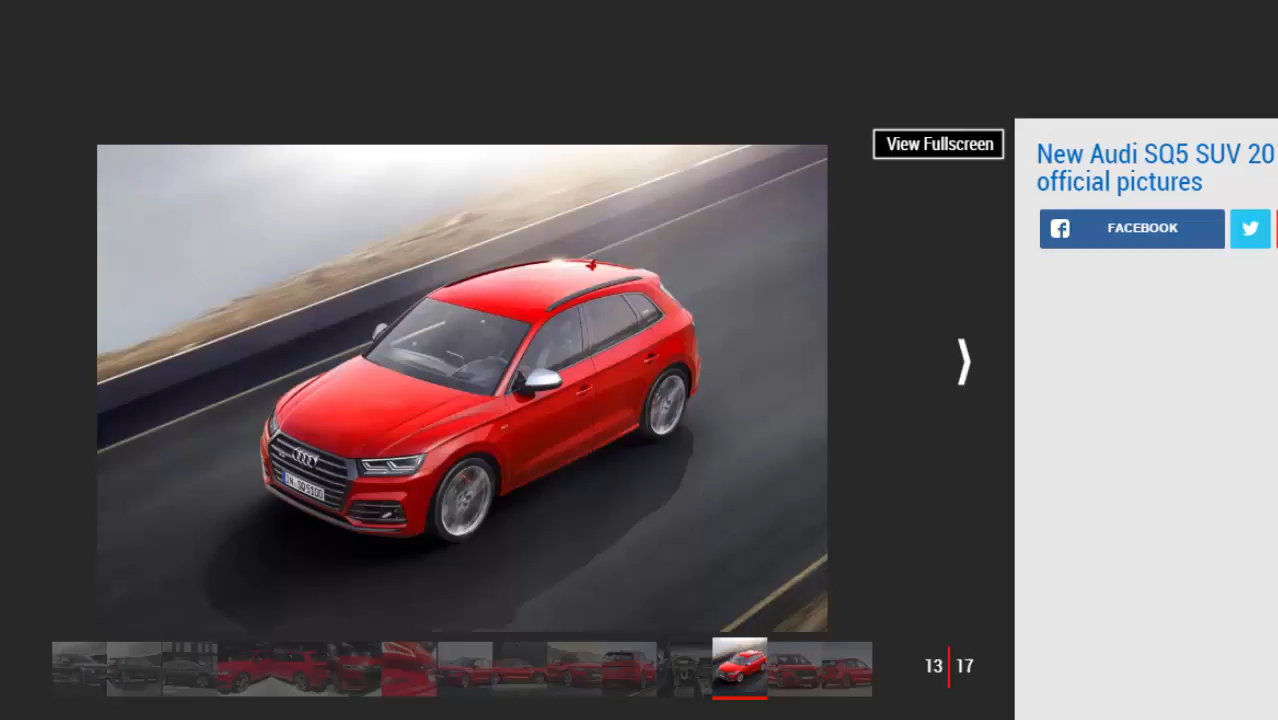 View Fullscreen
New Audi SQ5 SUV 20
official pictures
FACEBOOK
13 17